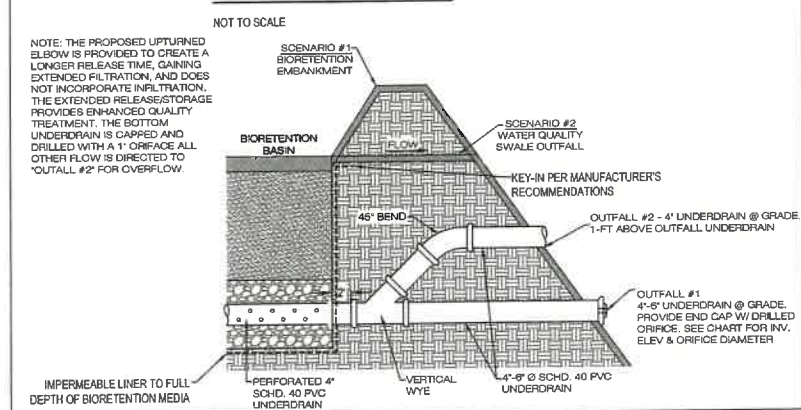 NOT TO SCALE
NOTE: THE PROPOSED UPTURNED
ELBOW IS PROVIDED TO CREATE A
LONGER RELEASE TIME, GAINING
EXTENDED FILTRATION, AND DOES
NOT INCORPORATE INFILTRATION.
THE EXTENDED RELEASE/STORAGE
PROVIDES ENHANCED QUALITY
TREATMENT. THE BOTTOM
UNDERDRAIN IS CAPPED AND
DRILLED WITH A 1" ORIFACE ALL
OTHER FLOW IS DIRECTED TO
"OUTALL #2" FOR OVERFLOW.
SCENARIO #1
BIORETENTION
EMBANKMENT
BIORETENTION
BASIN
FLOW
SCENARIO #2
WATER QUALITY
SWALE OUTFALL
KEY-IN PER MANUFACTURER'S
RECOMMENDATIONS
45° BEND
OUTFALL #2 - 4" UNDERDRAIN @ GRADE.
1-FT ABOVE OUTFALL UNDERDRAIN
2'
OUTFALL #1
4"-6" UNDERDRAIN @ GRADE.
PROVIDE END CAP W/ DRILLED
ORIFICE. SEE CHART FOR INV.
ELEV & ORIFICE DIAMETER
IMPERMEABLE LINER TO FULL
DEPTH OF BIORETENTION MEDIA
PERFORATED 4"
SCHD. 40 PVC
UNDERDRAIN
VERTICAL
WYE
4"-6" Ø SCHD. 40 PVC
UNDERDRAIN